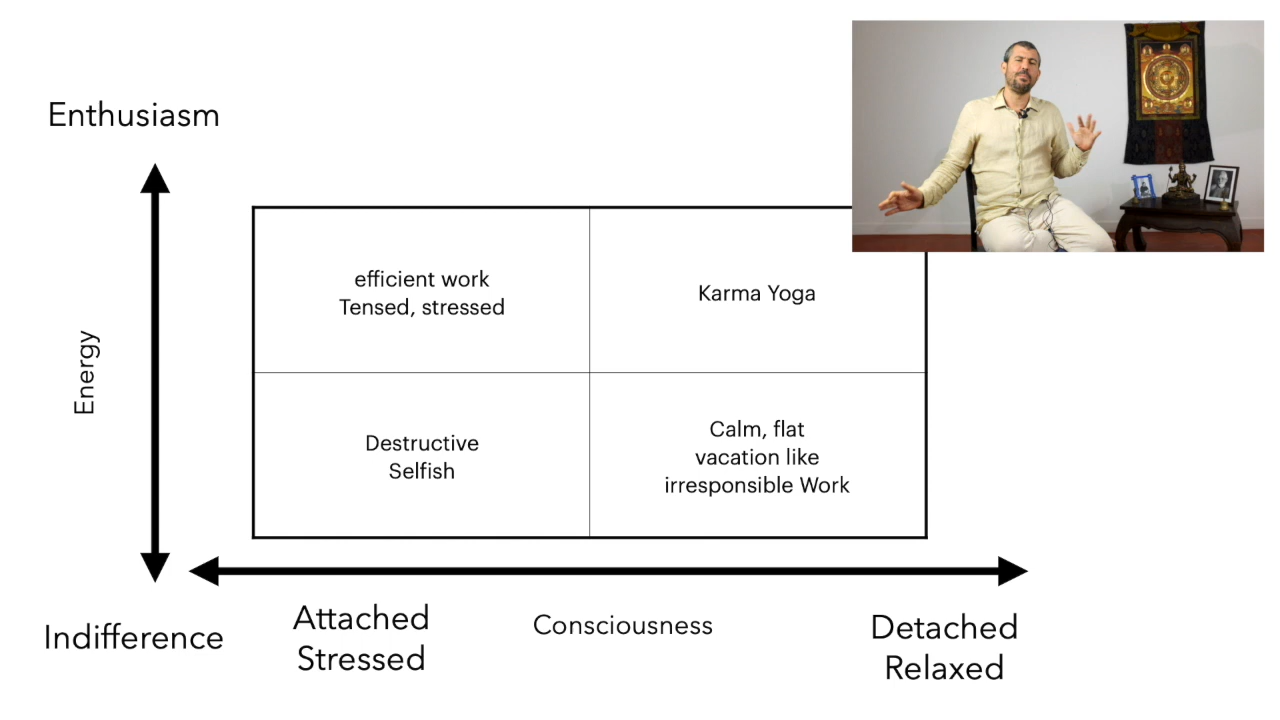 Enthusiasm
Energy
efficient work
Tensed, stressed
Karma Yoga
Destructive
Selfish
Calm, flat
vacation like
irresponsible Work
Indifference
Attached
Stressed
Consciousness
Detached
Relaxed